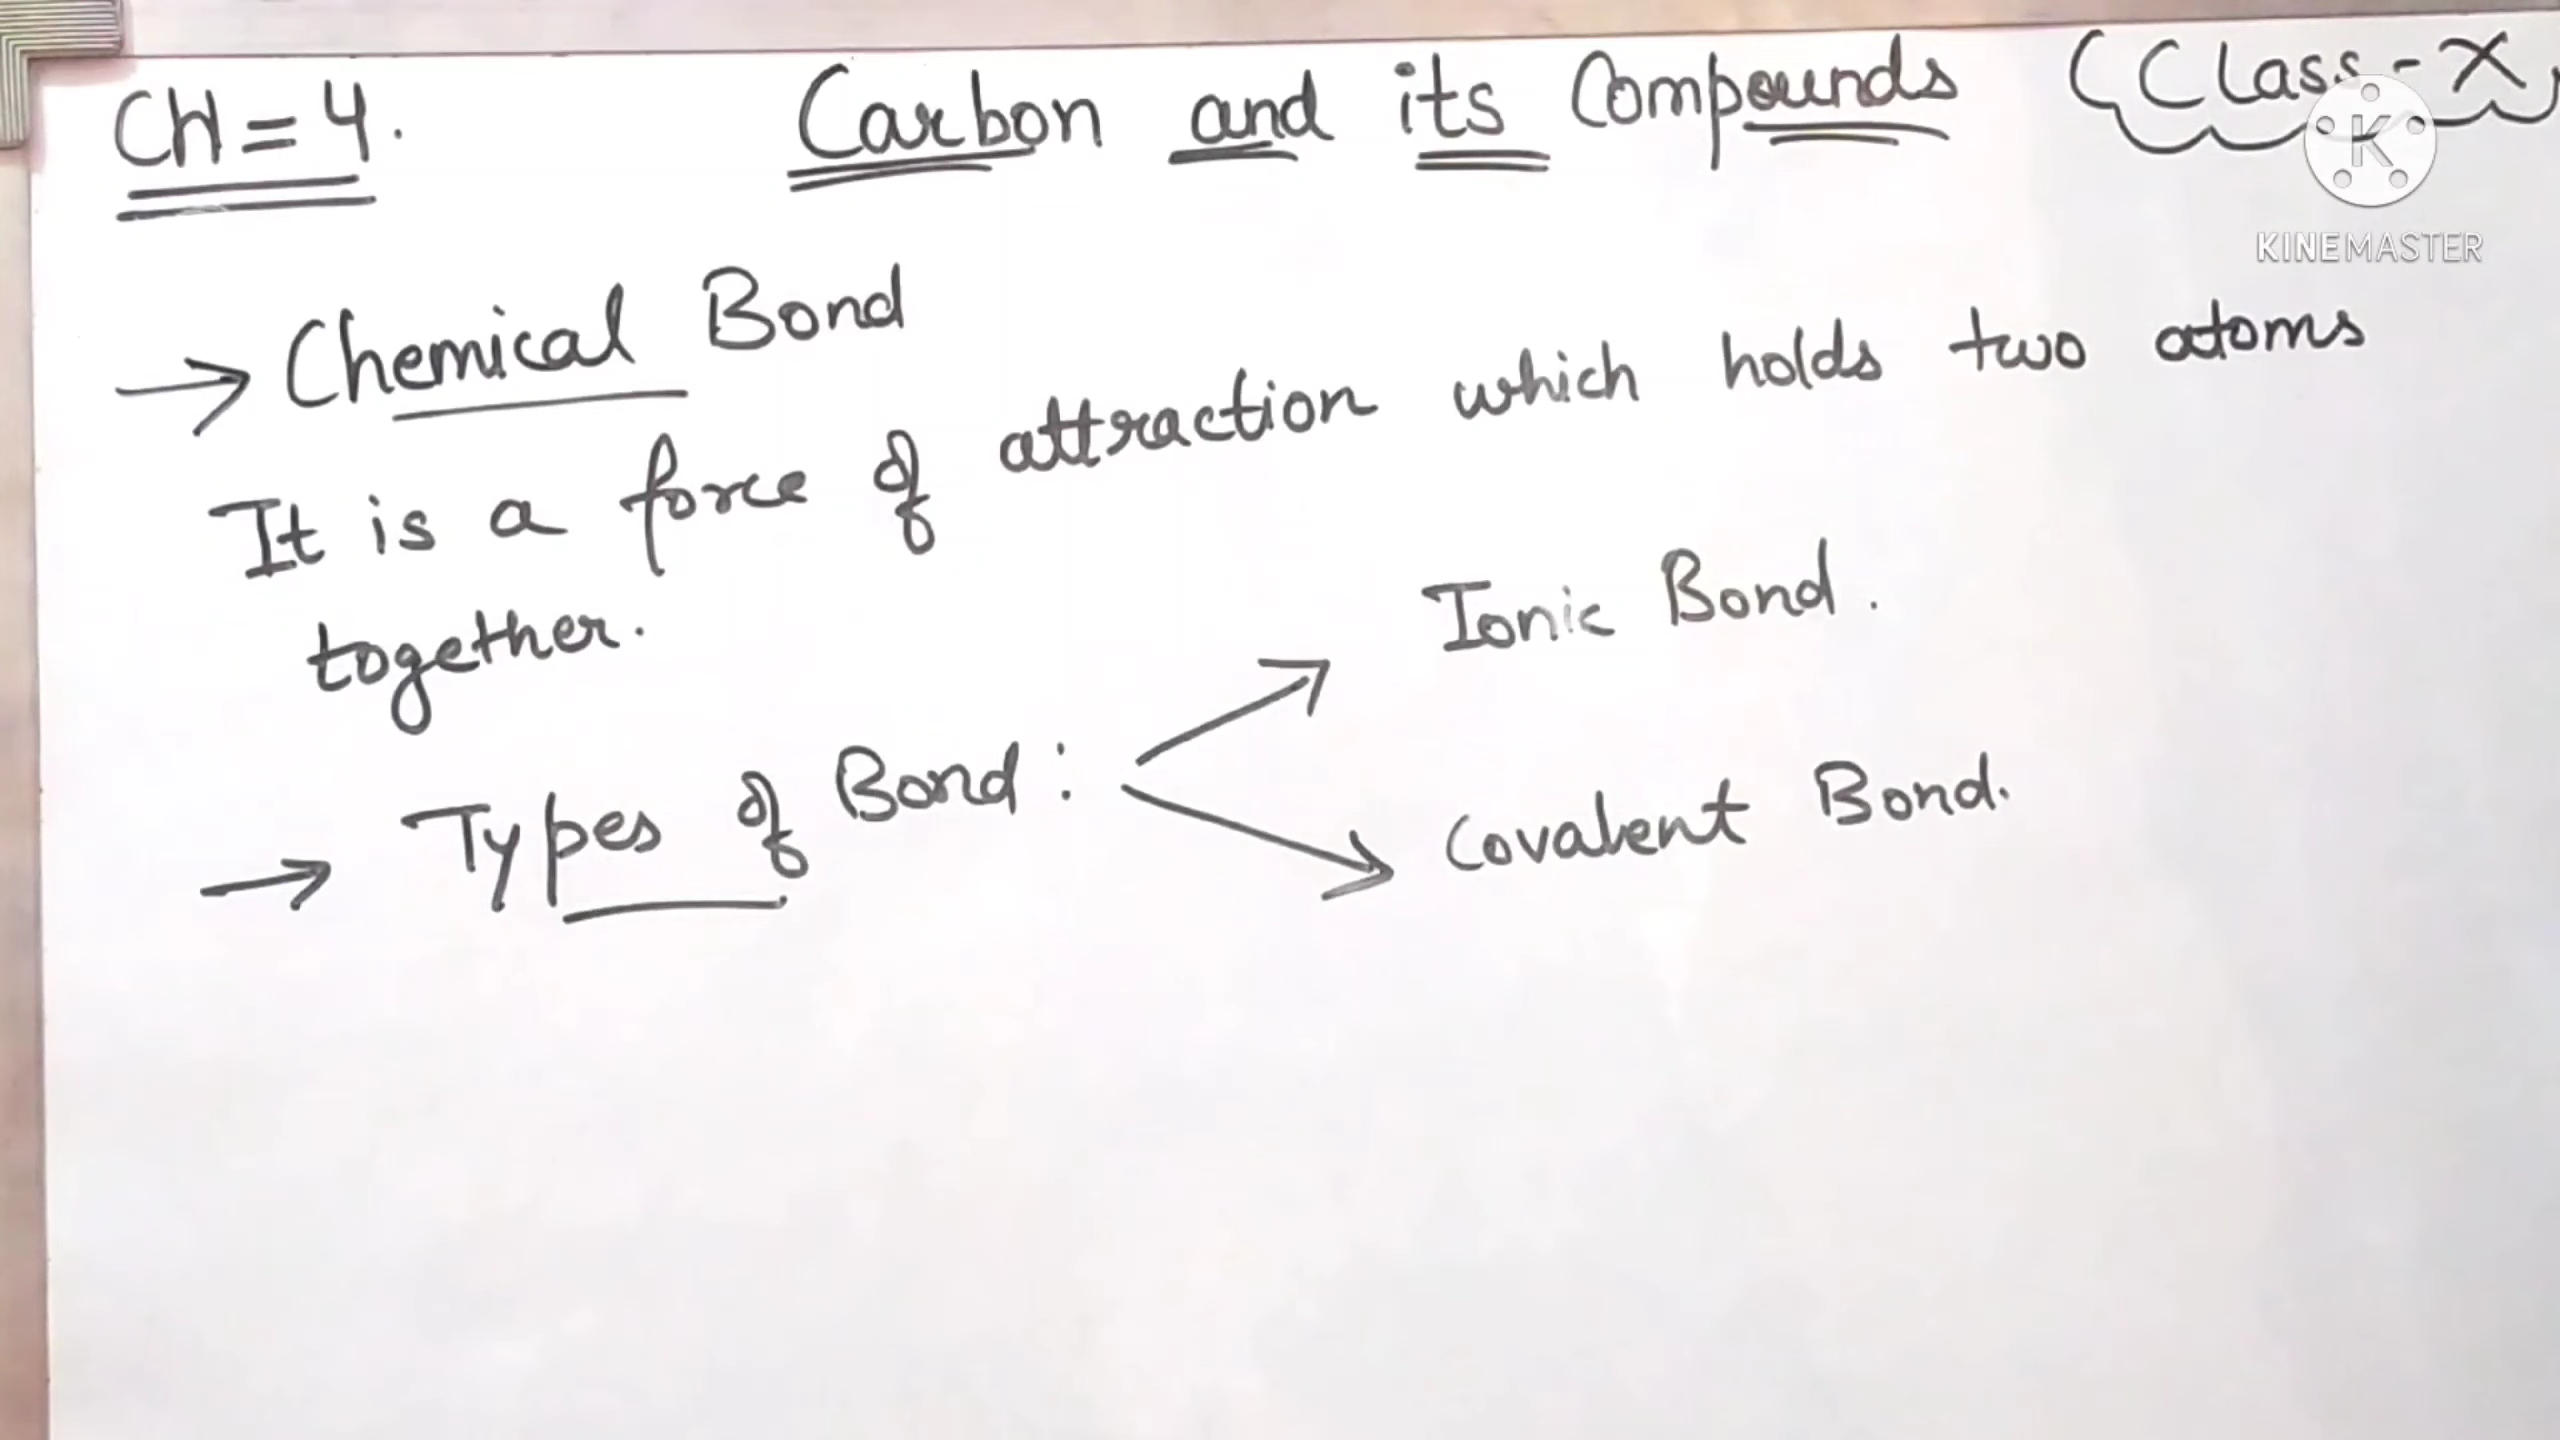 CH = 4. Carbon and its Compounds (Class-X)
KINEMASTER
→ Chemical Bond
It is a force of attraction which holds two atoms
together.
Ionic Bond.
→ Types of Bond:
Covalent Bond.